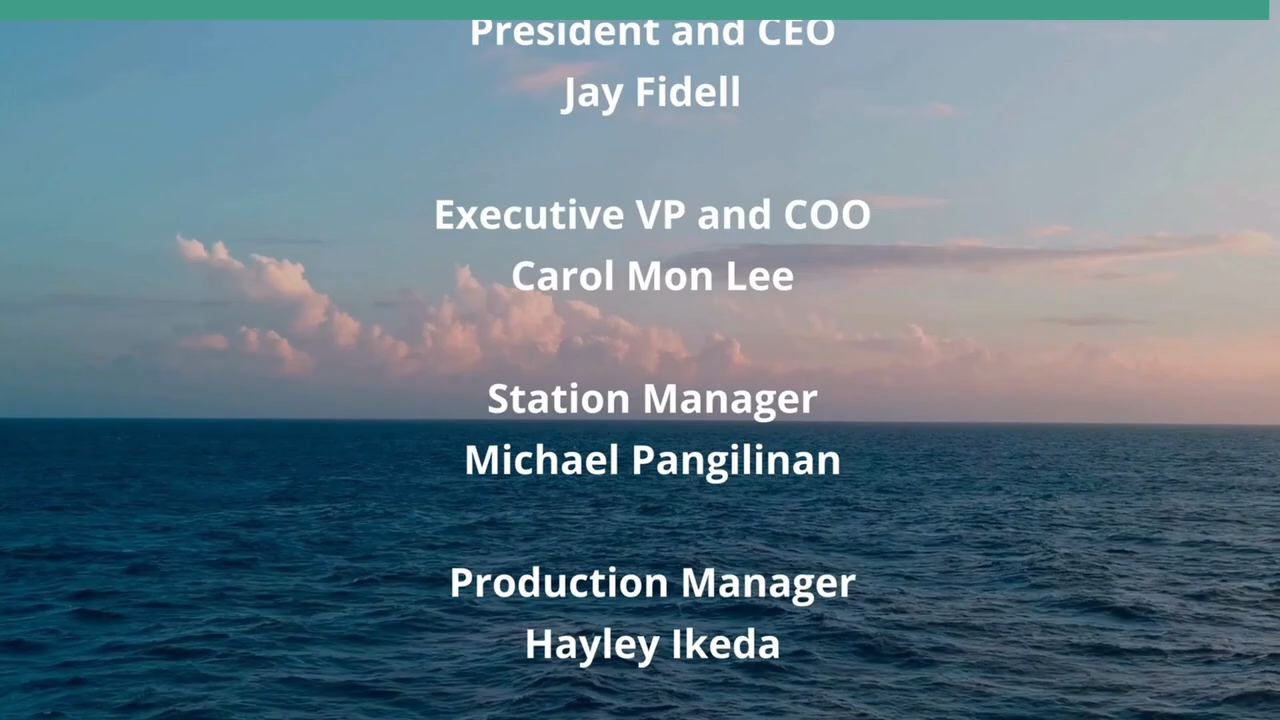 President and CEO
Jay Fidell
Executive VP and COO
Carol Mon Lee
Station Manager
Michael Pangilinan
Production Manager
Hayley Ikeda